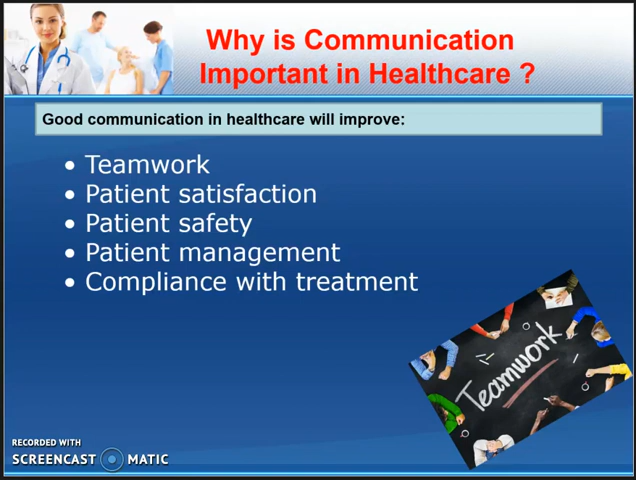 Why is Communication
Important in Healthcare ?
Good communication in healthcare will improve:
• Teamwork
• Patient satisfaction
• Patient safety
• Patient management
• Compliance with treatment
Teamwork
RECORDED WITH
SCREENCAST MATIC